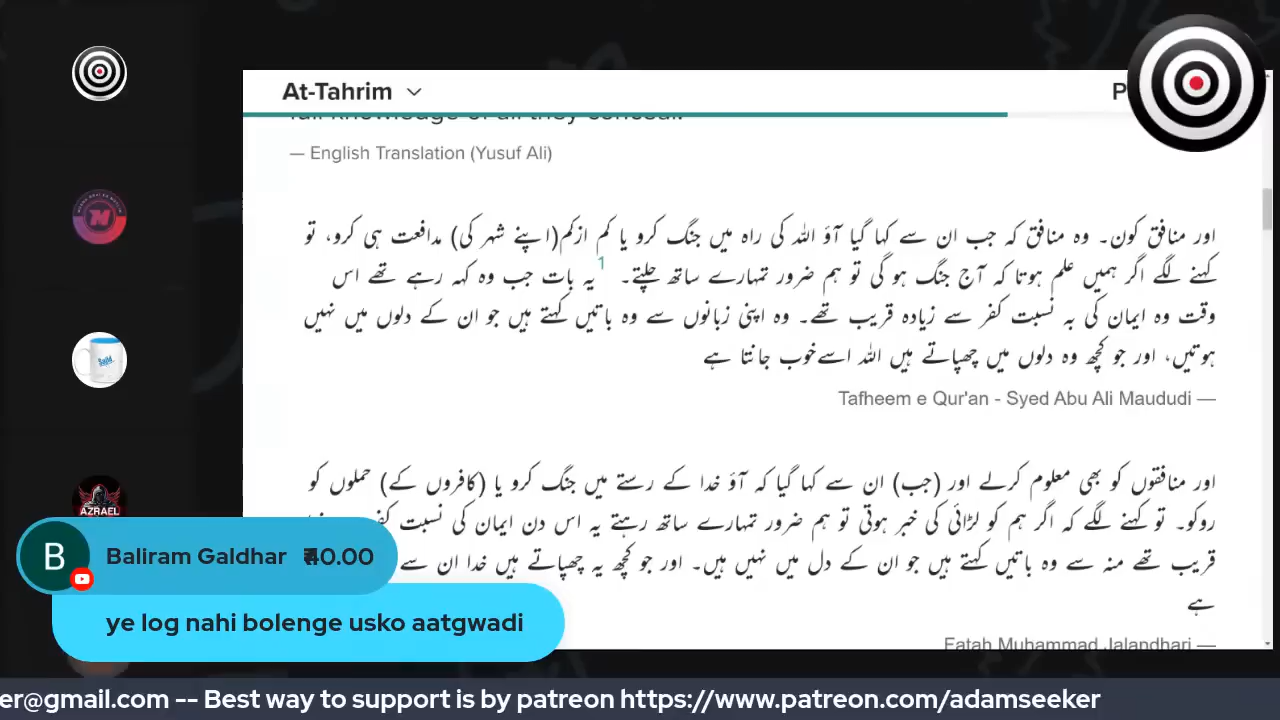 At-Tahrim
P
full knowledge of all they conceal.
— English Translation (Yusuf Ali)
اور منافق کون۔ وہ منافق کہ جب ان سے کہا گیا آؤ اللہ کی راہ میں جنگ کرو یا کم ازکم(اپنے شہر کی) مدافعت ہی کرو، تو
کہنے لگے اگر ہمیں علم ہوتا کہ آج جنگ ہو گی تو ہم ضرور تمہارے ساتھ چلتے۔ 1 یہ بات جب وہ کہہ رہے تھے اس
وقت وہ ایمان کی بہ نسبت کفر سے زیادہ قریب تھے۔ وہ اپنی زبانوں سے وہ باتیں کہتے ہیں جو ان کے دلوں میں نہیں
ہوتیں، اور جو کچھ وہ دلوں میں چھپاتے ہیں اللہ اسےخوب جانتا ہے
Tafheem e Qur'an - Syed Abu Ali Maududi —
اور منافقوں کو بھی معلوم کرلے اور (جب) ان سے کہا گیا کہ آؤ خدا کے رستے میں جنگ کرو یا (کافروں کے) حملوں کو
روکو۔ تو کہنے لگے کہ اگر ہم کو لڑائی کی خبر ہوتی تو ہم ضرور تمہارے ساتھ رہتے یہ اس دن ایمان کی نسبت
قریب تھے منہ سے وہ باتیں کہتے ہیں جو ان کے دل میں نہیں ہیں۔ اور جو کچھ یہ چھپاتے ہیں خدا ان سے
ہے
Fatah Muhammad Jalandhari —
AZRAEL
B
Baliram Galdhar ₹40.00
ye log nahi bolenge usko aatgwadi
er@gmail.com -- Best way to support is by patreon https://www.patreon.com/adamseeker